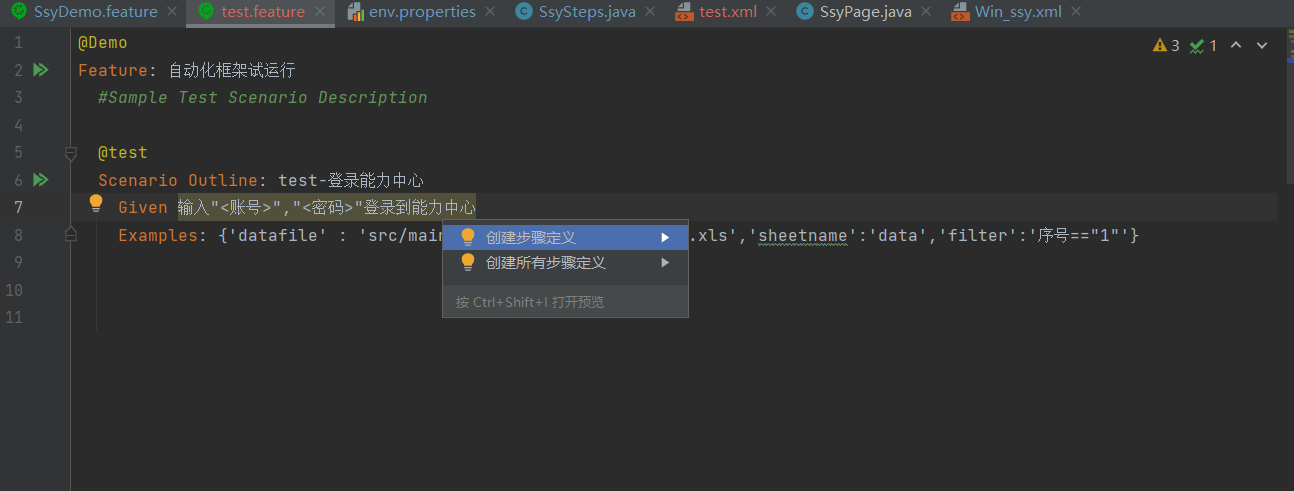 SsyDemo.feature test.feature env.properties SsySteps.java test.xml SsyPage.java Win_ssy.xml
1 @Demo 3 1
2 Feature: 自动化框架试运行
3 #Sample Test Scenario Description
4
5 @test
6 Scenario Outline: test-登录能力中心
7 Given 输入"<账号>","<密码>"登录到能力中心
8 Examples: {'datafile' : 'src/main .xls','sheetname':'data','filter':'序号=="1"'}
创建步骤定义
9
创建所有步骤定义
10
按 Ctrl+Shift+I 打开预览
11